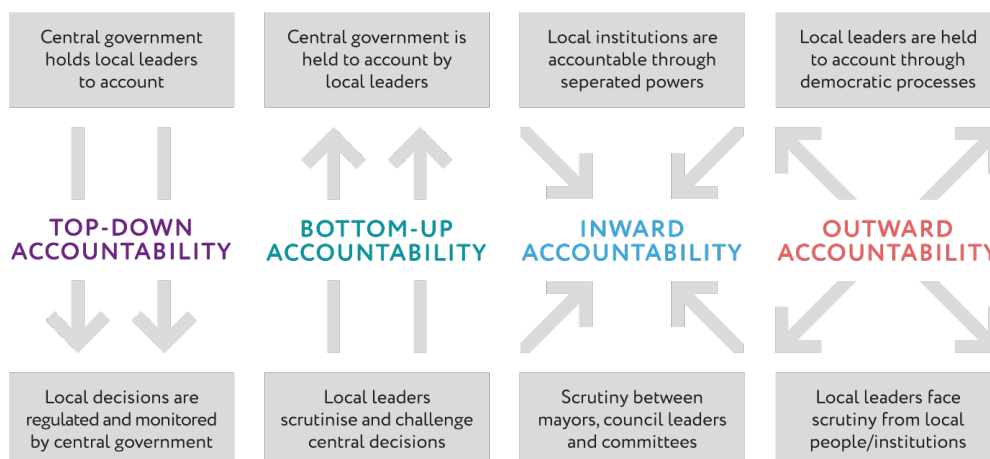 Central government
holds local leaders
to account
Central government is
held to account by
local leaders
Local institutions are
accountable through
seperated powers
Local leaders are held
to account through
democratic processes
TOP-DOWN
ACCOUNTABILITY
BOTTOM-UP
ACCOUNTABILITY
INWARD
ACCOUNTABILITY
OUTWARD
ACCOUNTABILITY
Local decisions are
regulated and monitored
by central government
Local leaders
scrutinise and challenge
central decisions
Scrutiny between
mayors, council leaders
and committees
Local leaders face
scrutiny from local
people/institutions